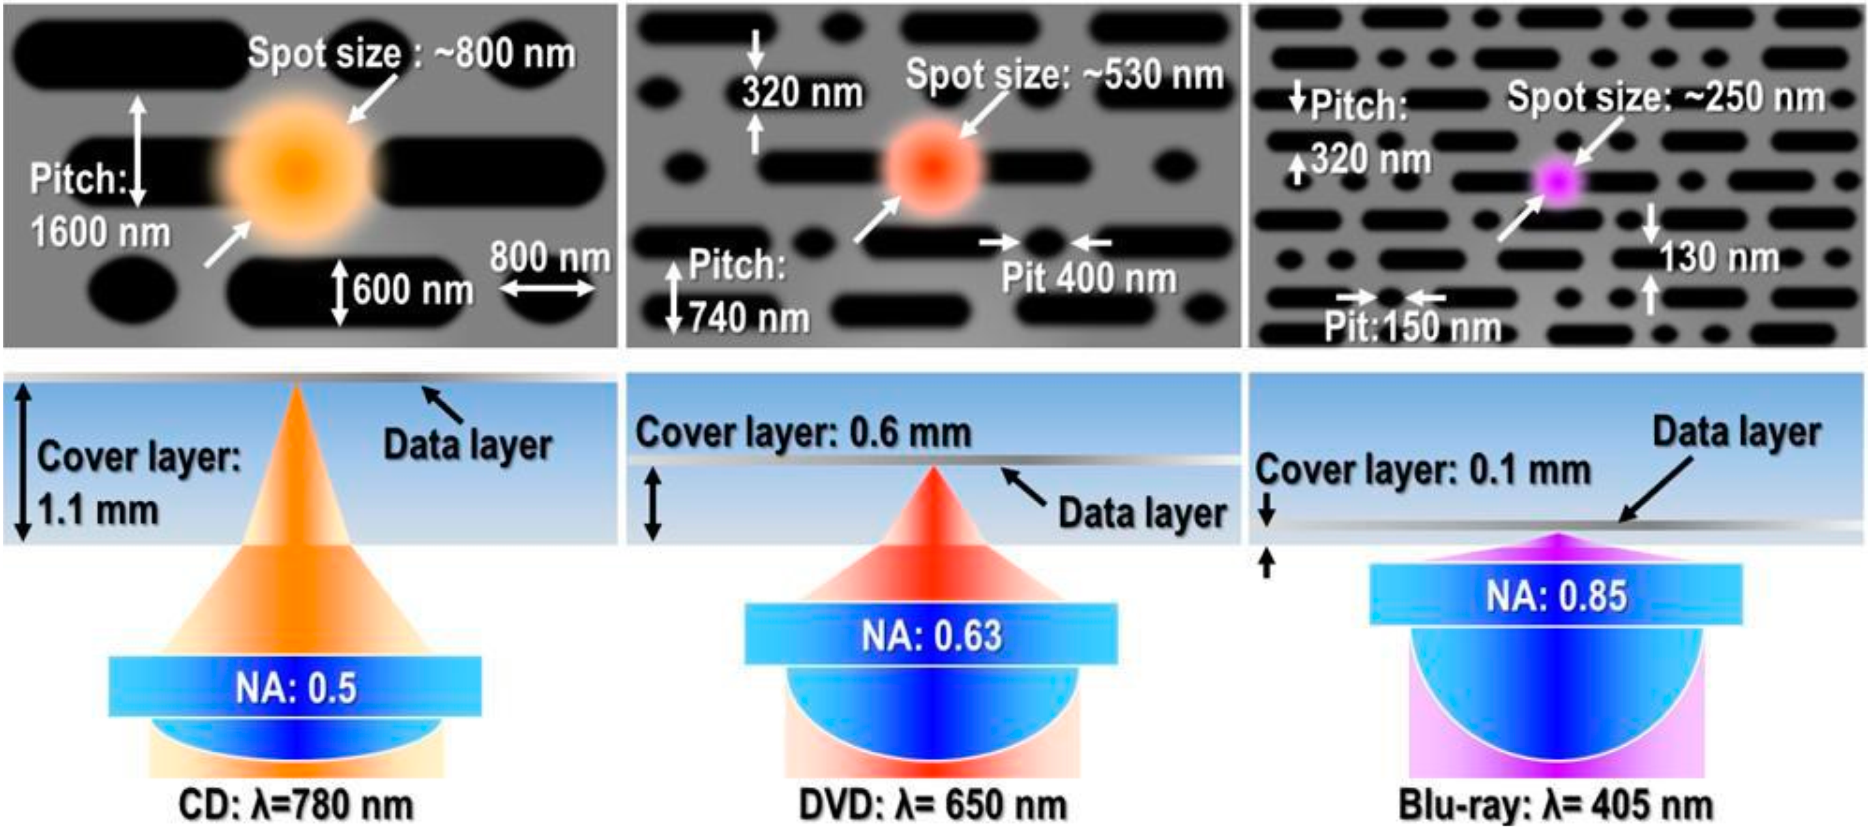 Spot size : ~800 nm
Pitch:
1600 nm
800 nm
600 nm
320 nm
Spot size: ~530 nm
Pit 400 nm
Pitch:
740 nm
Pitch:
320 nm
Spot size: ~250 nm
130 nm
Pit:150 nm
Cover layer:
1.1 mm
Data layer
NA: 0.5
CD: λ=780 nm
Cover layer: 0.6 mm
Data layer
NA: 0.63
DVD: λ= 650 nm
Cover layer: 0.1 mm
Data layer
NA: 0.85
Blu-ray: λ= 405 nm